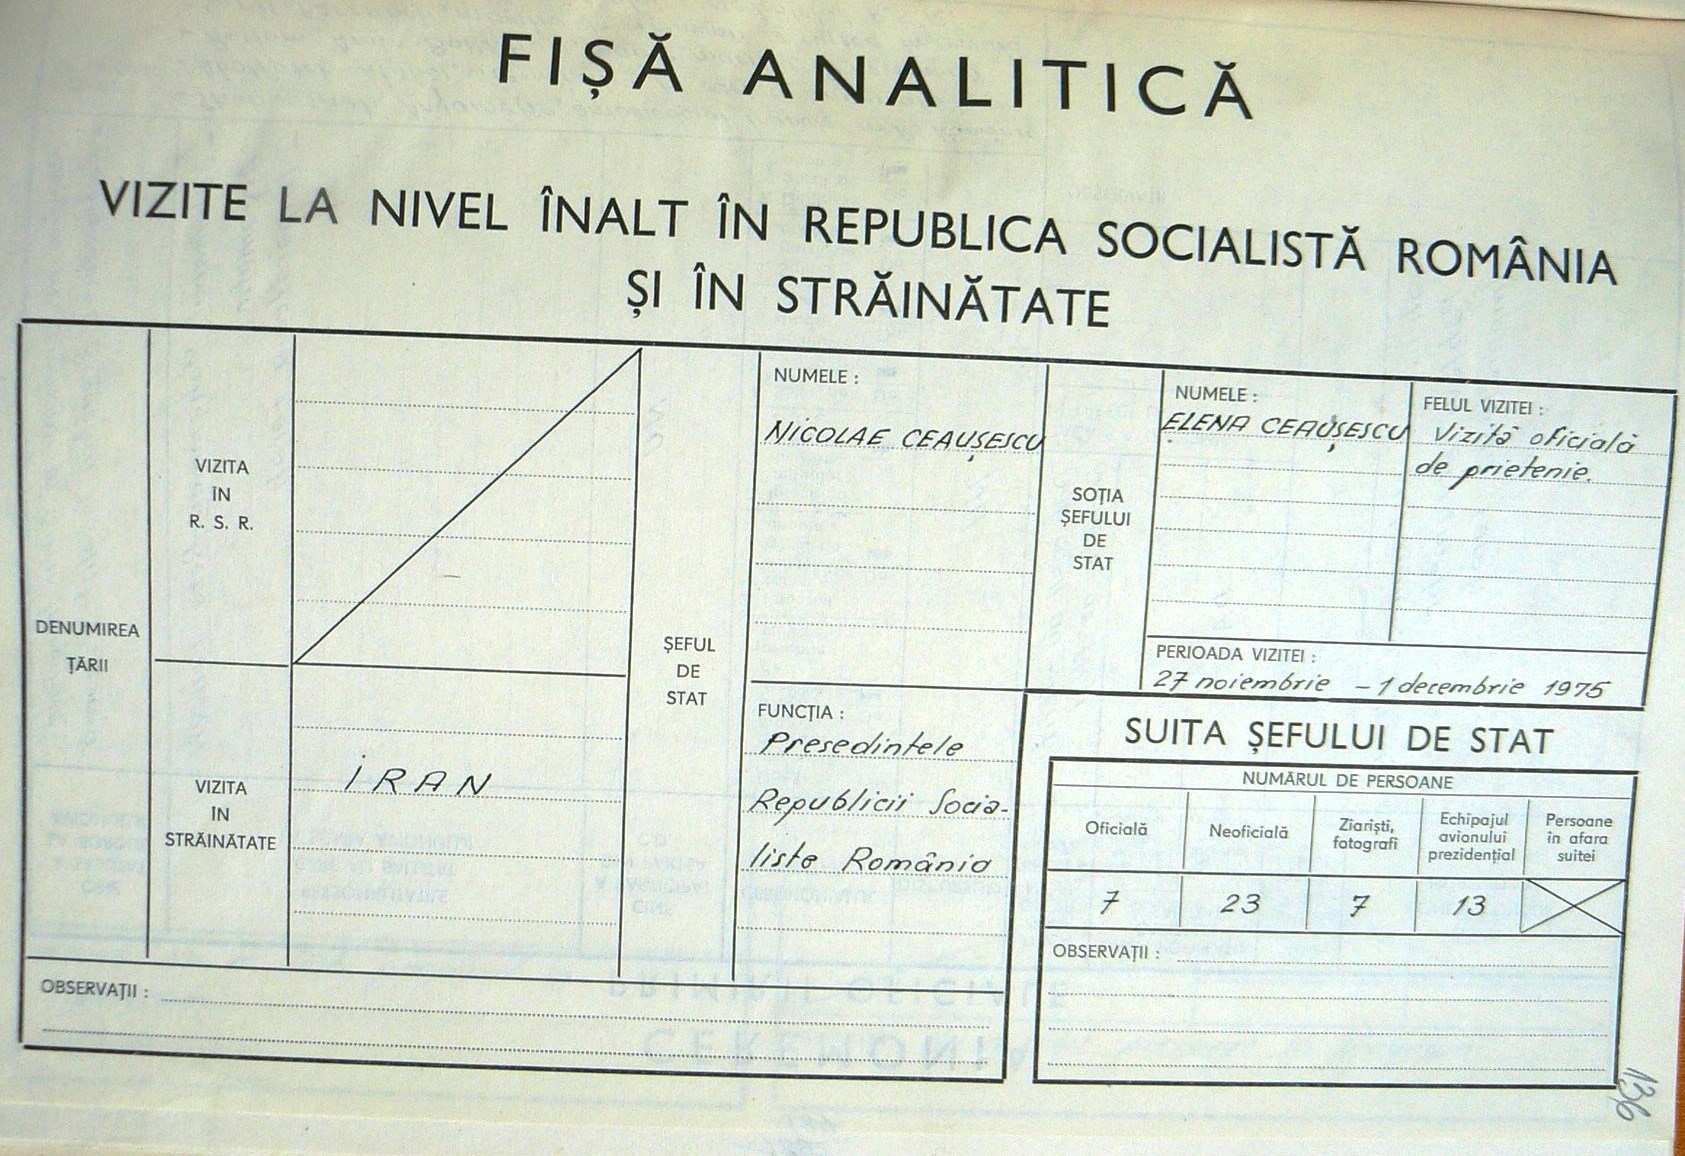 FIȘĂ ANALITICĂ
VIZITE LA NIVEL ÎNALT ÎN REPUBLICA SOCIALISTĂ ROMÂNIA
ȘI ÎN STRĂINĂTATE
DENUMIREA
ȚĂRII
VIZITA
IN
R. S. R.
VIZITA
IN
STRĂINĂTATE
IRAN
ȘEFUL
DE
STAT
NUMELE :
NICOLAE CEAUȘESCU
FUNCȚIA :
Presedintele
Republicii Socia-
liste România
SOȚIA
ȘEFULUI
DE
STAT
NUMELE :
ELENA CEAUȘESCU
FELUL VIZITEI :
Vizită oficială
de prietenie.
PERIOADA VIZITEI :
27 noiembrie - 1 decembrie 1975
SUITA ȘEFULUI DE STAT
NUMĂRUL DE PERSOANE
Oficială
Neoficială
Ziariști,
fotografi
Echipajul
avionului
prezidențial
Persoane
în afara
suitei
7 23 7 13
OBSERVAȚII :
OBSERVAȚII :
136